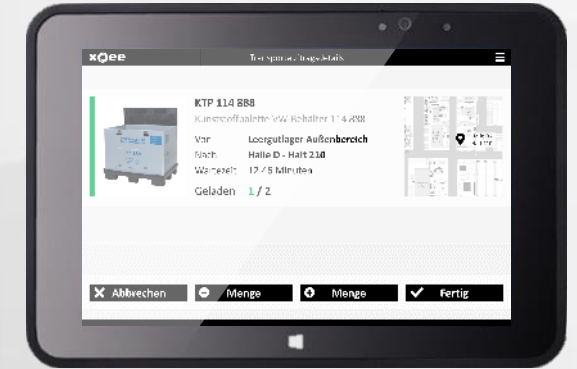 xQee
Transportauftragsdetails
KTP 114 888
Kunststoffpalette VW Behälter 114 888
Von Leergutlager Außenbereich
Nach Halle D - Halt 210
Wartezeit 12 / 5 Minuten
Geladen 1 / 2
Abbrechen
Menge
Menge
Fertig